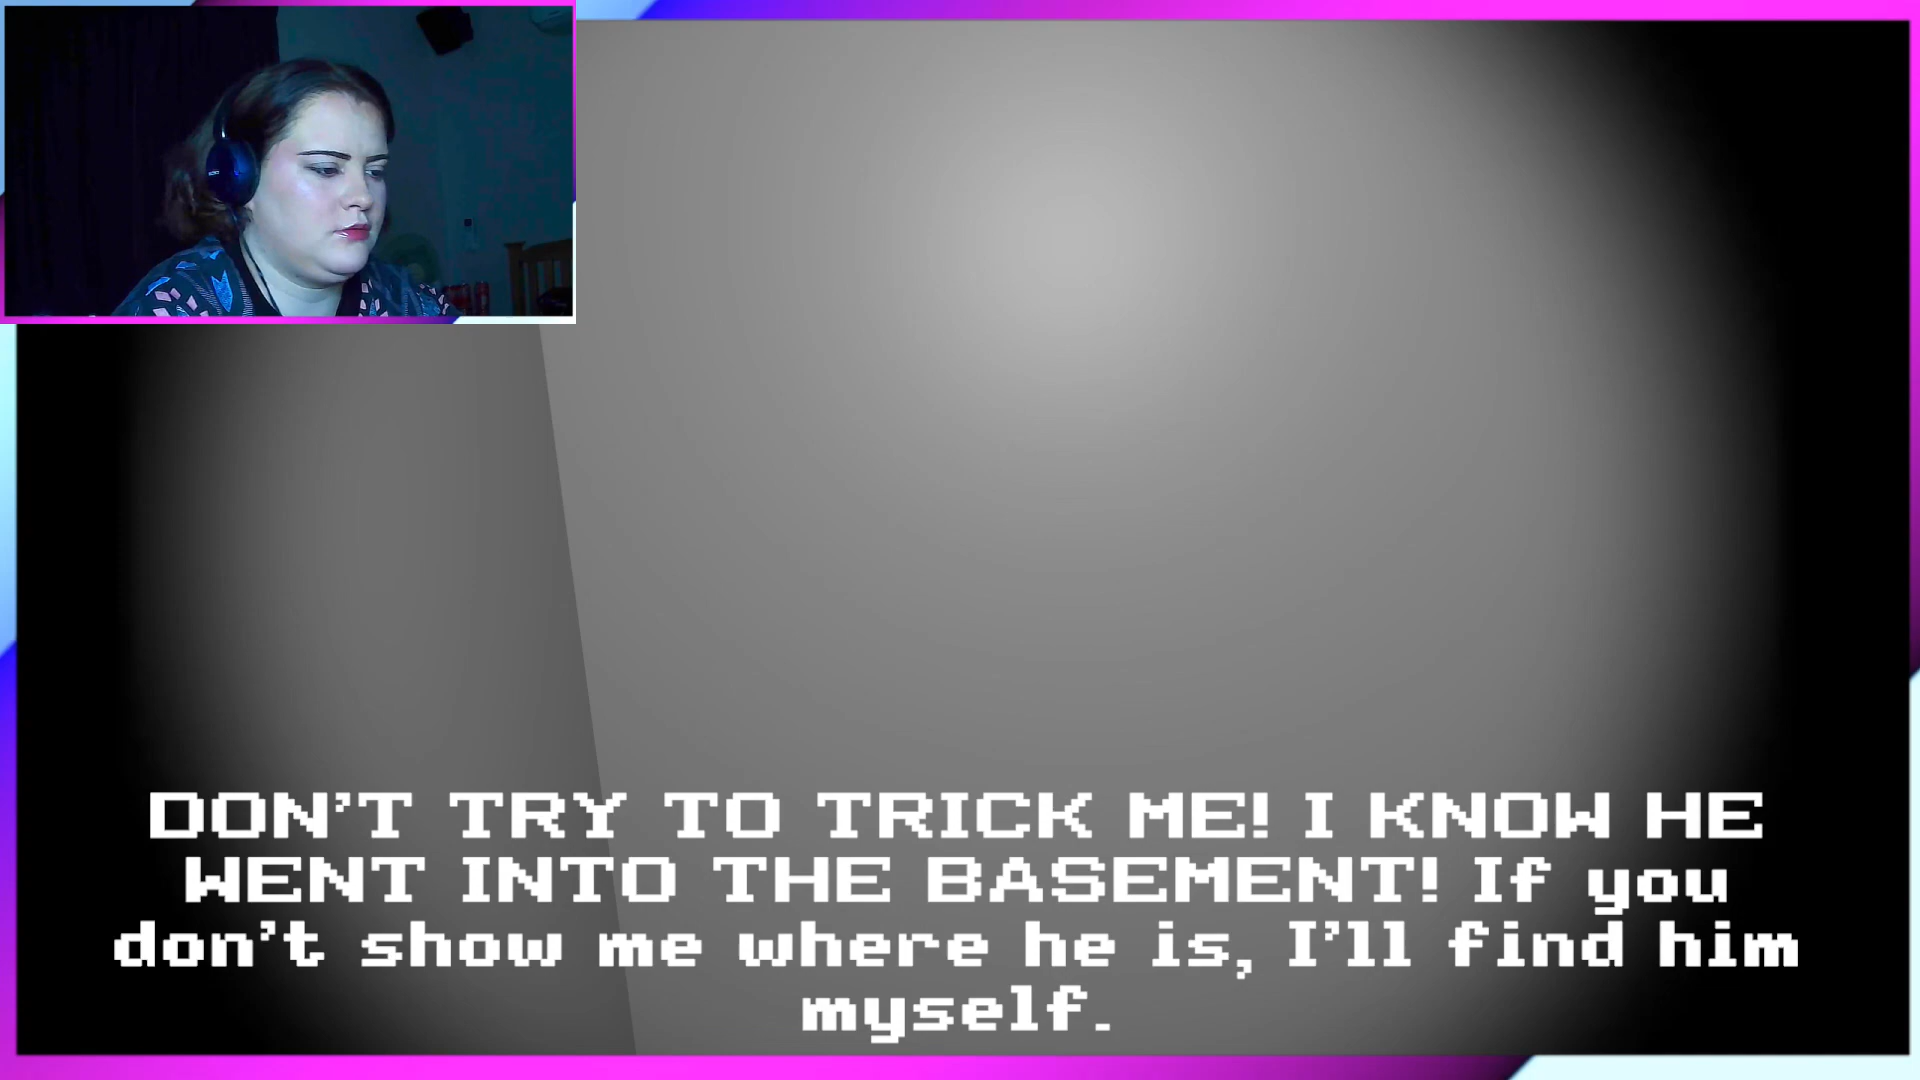 DON'T TRY TO TRICK ME! I KNOW HE
WENT INTO THE BASEMENT! If you
don't show me where he is, I'll find him
myself.